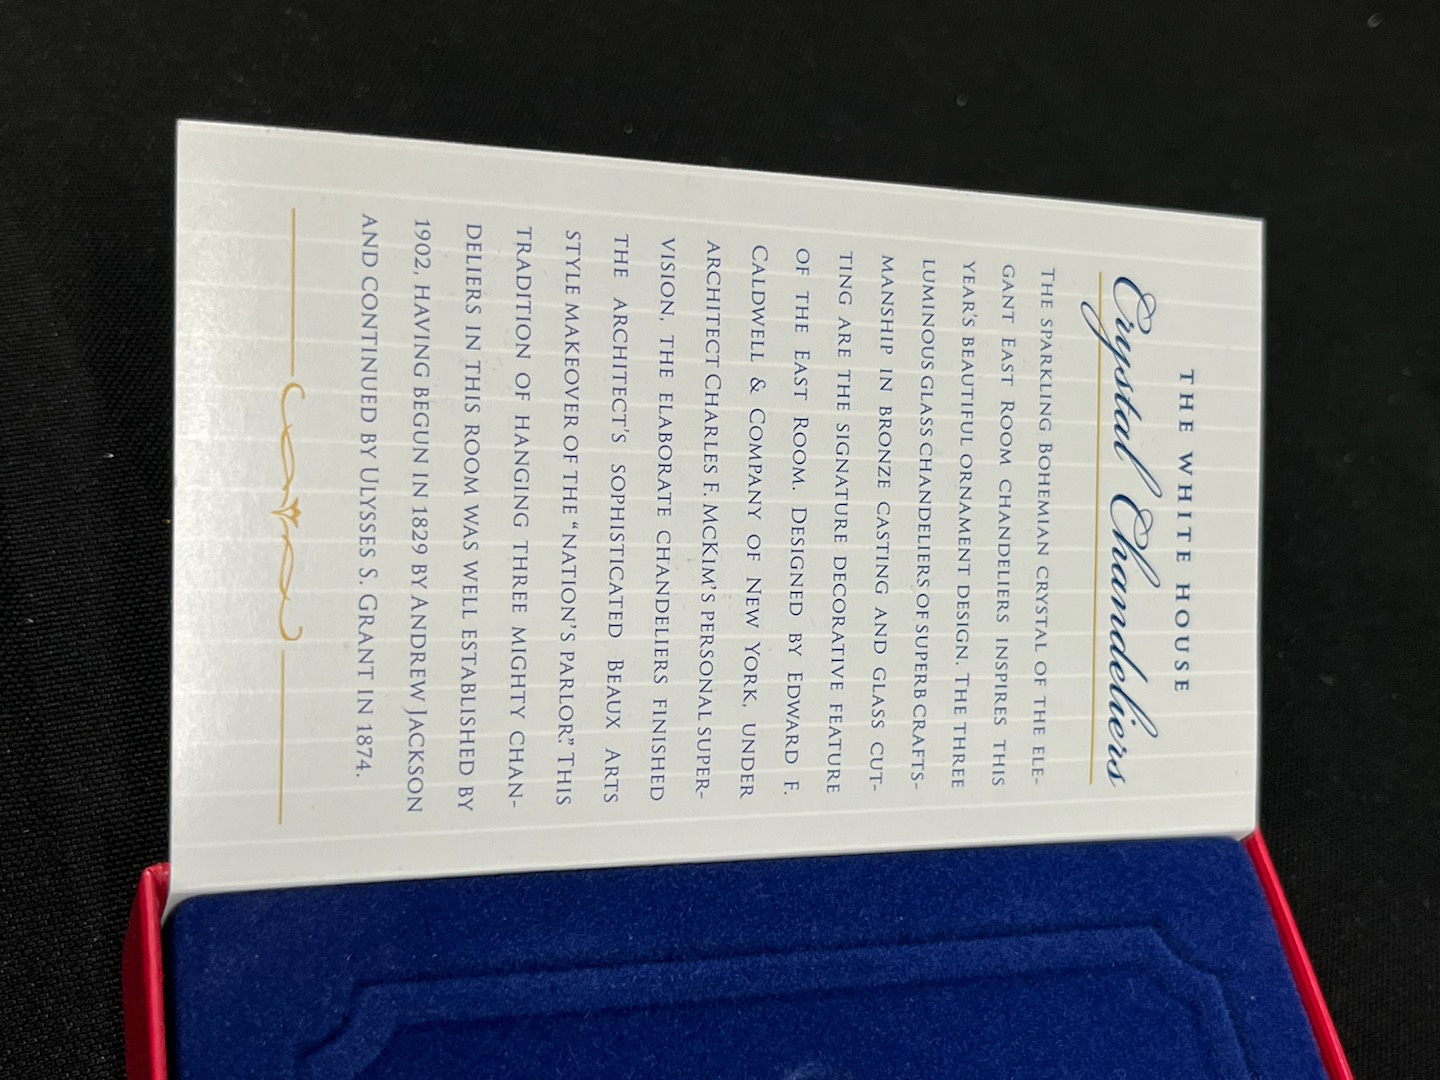 THE WHITE HOUSE
Crystal Chandeliers
THE SPARKLING BOHEMIAN CRYSTAL OF THE ELE-
GANT EAST ROOM CHANDELIERS INSPIRES THIS
YEAR'S BEAUTIFUL ORNAMENT DESIGN. THE THREE
LUMINOUS GLASS CHANDELIERS OF SUPERB CRAFTS-
MANSHIP IN BRONZE CASTING AND GLASS CUT-
TING ARE THE SIGNATURE DECORATIVE FEATURE
OF THE EAST ROOM. DESIGNED BY EDWARD F.
CALDWELL & COMPANY OF NEW YORK, UNDER
ARCHITECT CHARLES F. MCKIM'S PERSONAL SUPER-
VISION, THE ELABORATE CHANDELIERS FINISHED
THE ARCHITECT'S SOPHISTICATED BEAUX ARTS
STYLE MAKEOVER OF THE “NATION'S PARLOR.” THIS
TRADITION OF HANGING THREE MIGHTY CHAN-
DELIERS IN THIS ROOM WAS WELL ESTABLISHED BY
1902, HAVING BEGUN IN 1829 BY ANDREW JACKSON
AND CONTINUED BY ULYSSES S. GRANT IN 1874.